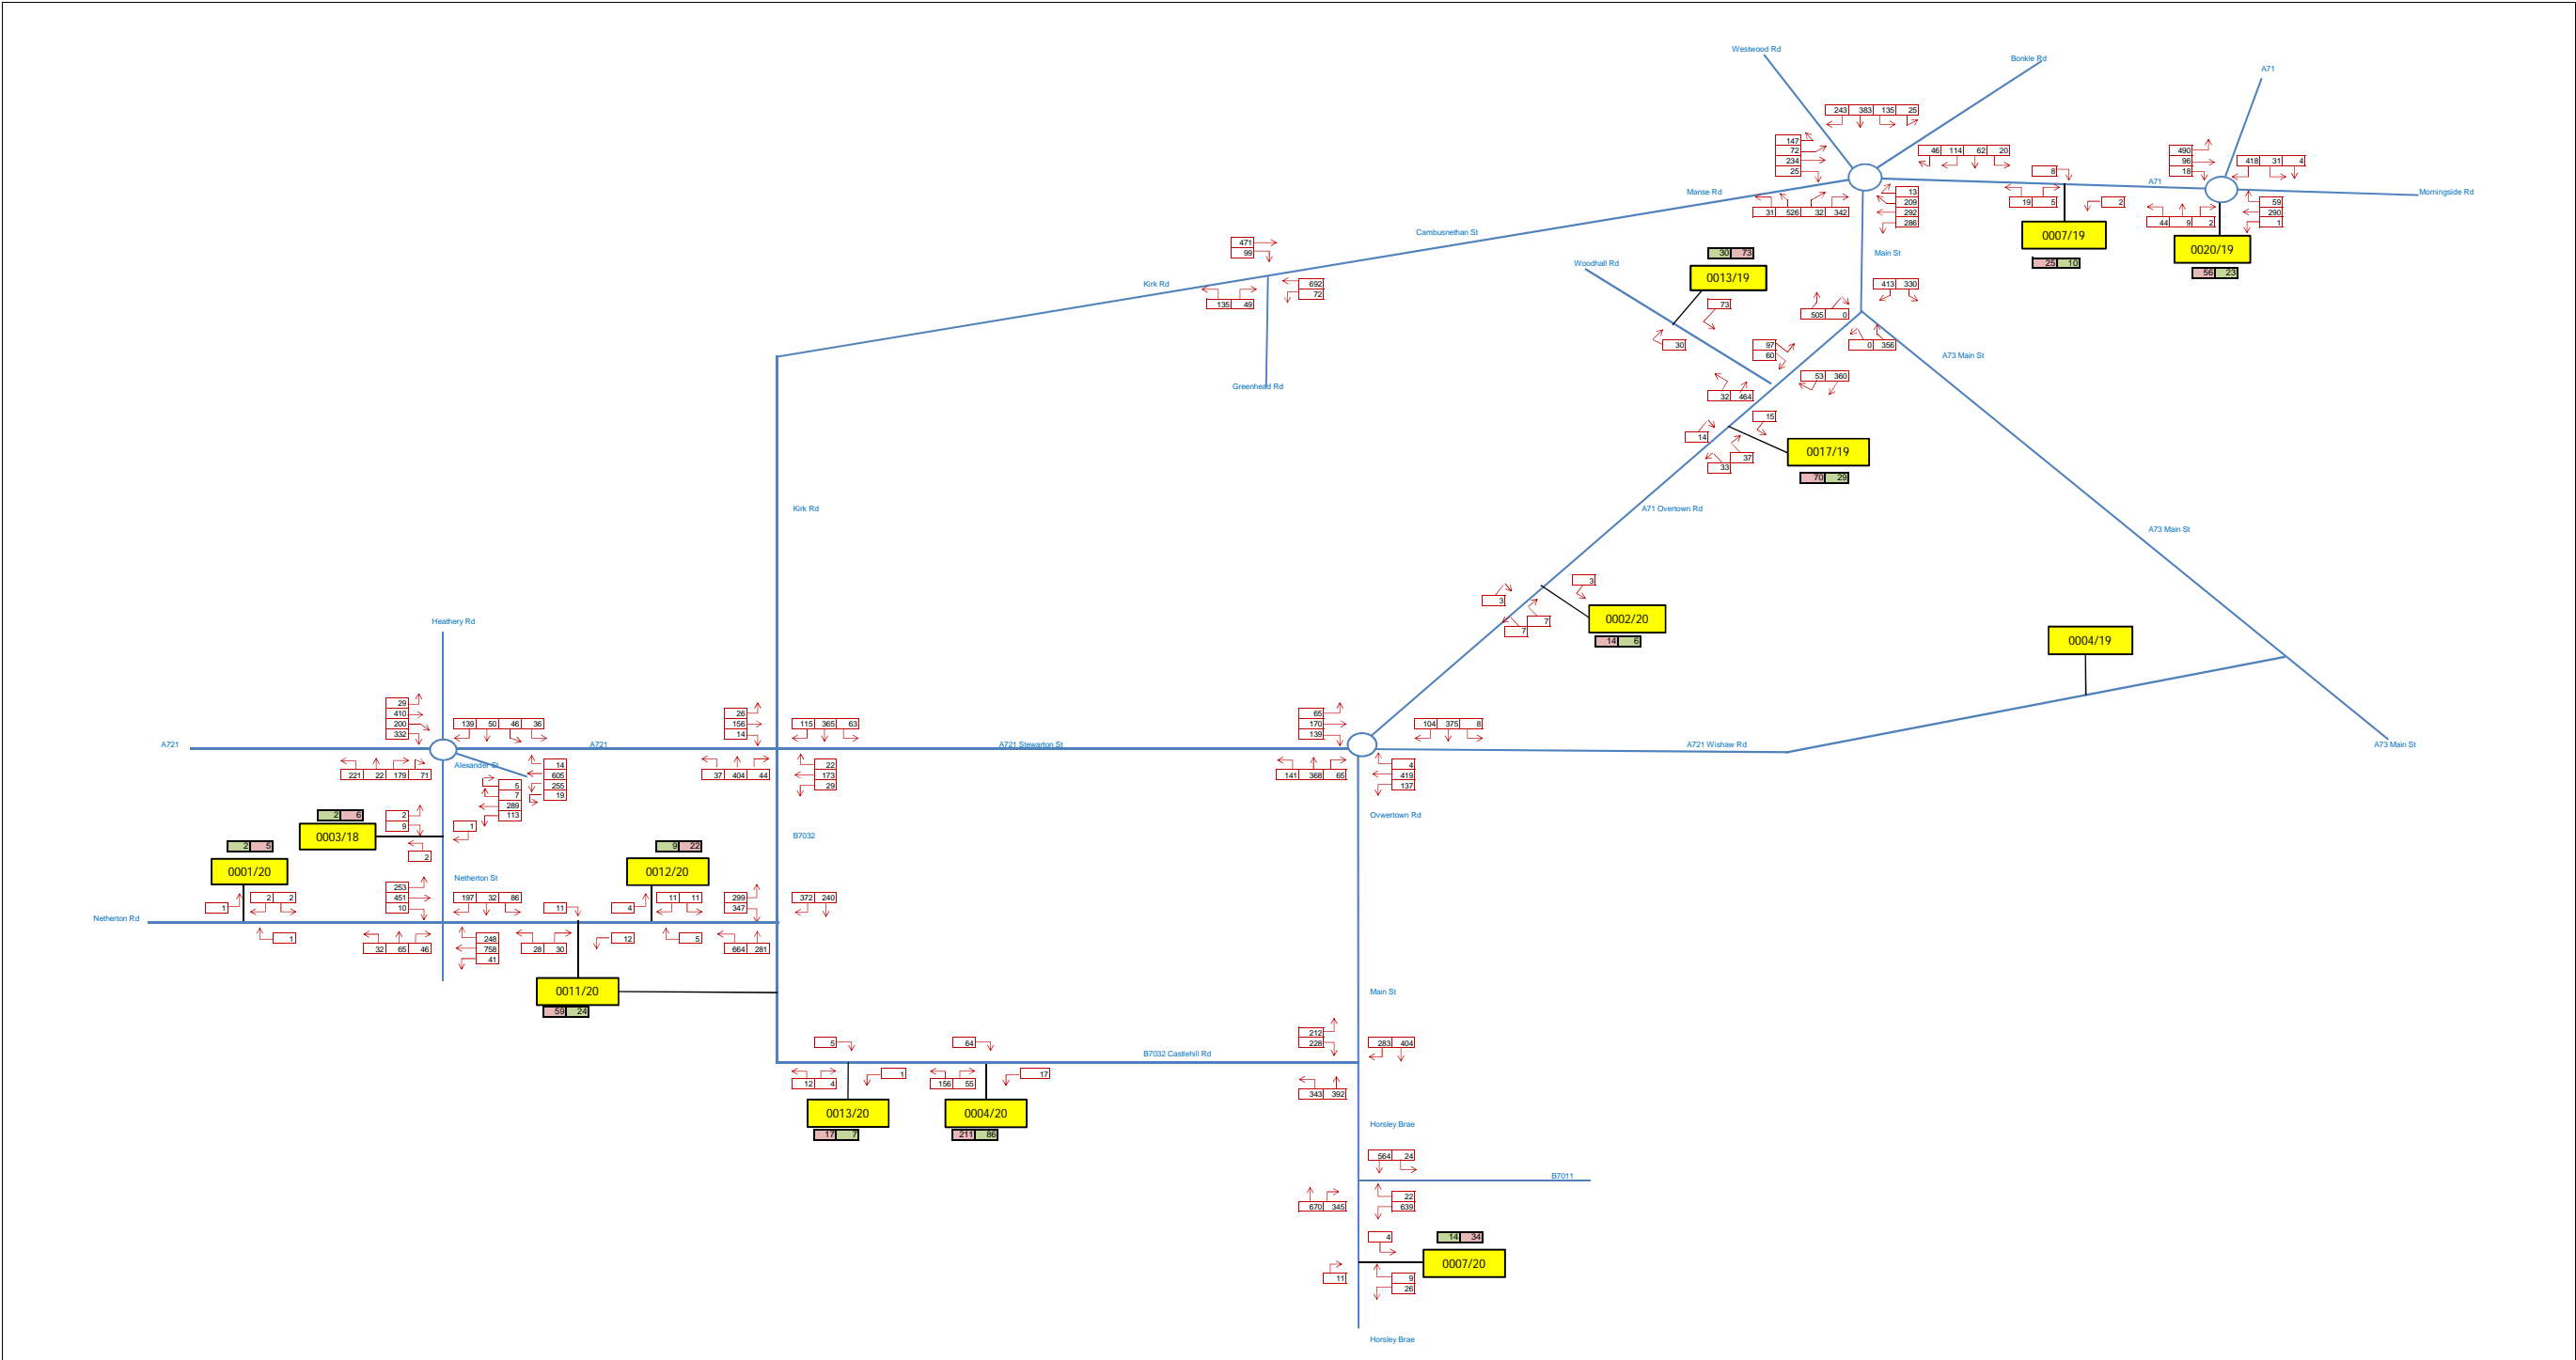 Westwood Rd
Bonkle Rd
A71
243 383 135 25
147
72
234
25
46 114 62 20
490
96
18
418 31 4
8
A71
Manse Rd
Morningside Rd
31 526 32 342
13
209
292
286
19 5
2
44 9 2
59
290
1
Cambusnethan St
0007/19
0020/19
25 10
56 23
471
99
30 73
Main St
Woodhall Rd
0013/19
Kirk Rd
692
72
135 49
413 330
73
505 0
30
97
60
0 356
A73 Main St
Greenhead Rd
53 360
32 464
15
14
37
33
0017/19
70 29
Kirk Rd
A71 Overtown Rd
A73 Main St
3
3
7
7
0002/20
14 6
Heathery Rd
0004/19
29
410
200
332
139 50 46 36
26
156
14
115 365 63
65
170
139
104 375 8
A721
A721
A721 Stewarton St
A721 Wishaw Rd
A73 Main St
Alexander St
221 22 179 71
14
605
255
19
5
7
289
113
37 404 44
22
173
29
141 368 65
4
419
137
2 6
2
9
1
0003/18
Ovwertown Rd
B7032
2 5
2
9 22
0001/20
0012/20
Netherton St
253
451
10
197 32 86
1
2 2
11
4
11 11
299
347
372 240
Netherton Rd
1
32 65 46
248
758
41
28 30
12
5
664 281
0011/20
59 24
Main St
5
64
212
228
283 404
B7032 Castlehill Rd
12 4
1
156 55
17
343 392
0013/20
0004/20
17 7
211 86
Horsley Brae
564 24
B7011
670 345
22
639
4
14 34
0007/20
11
9
26
Horsley Brae